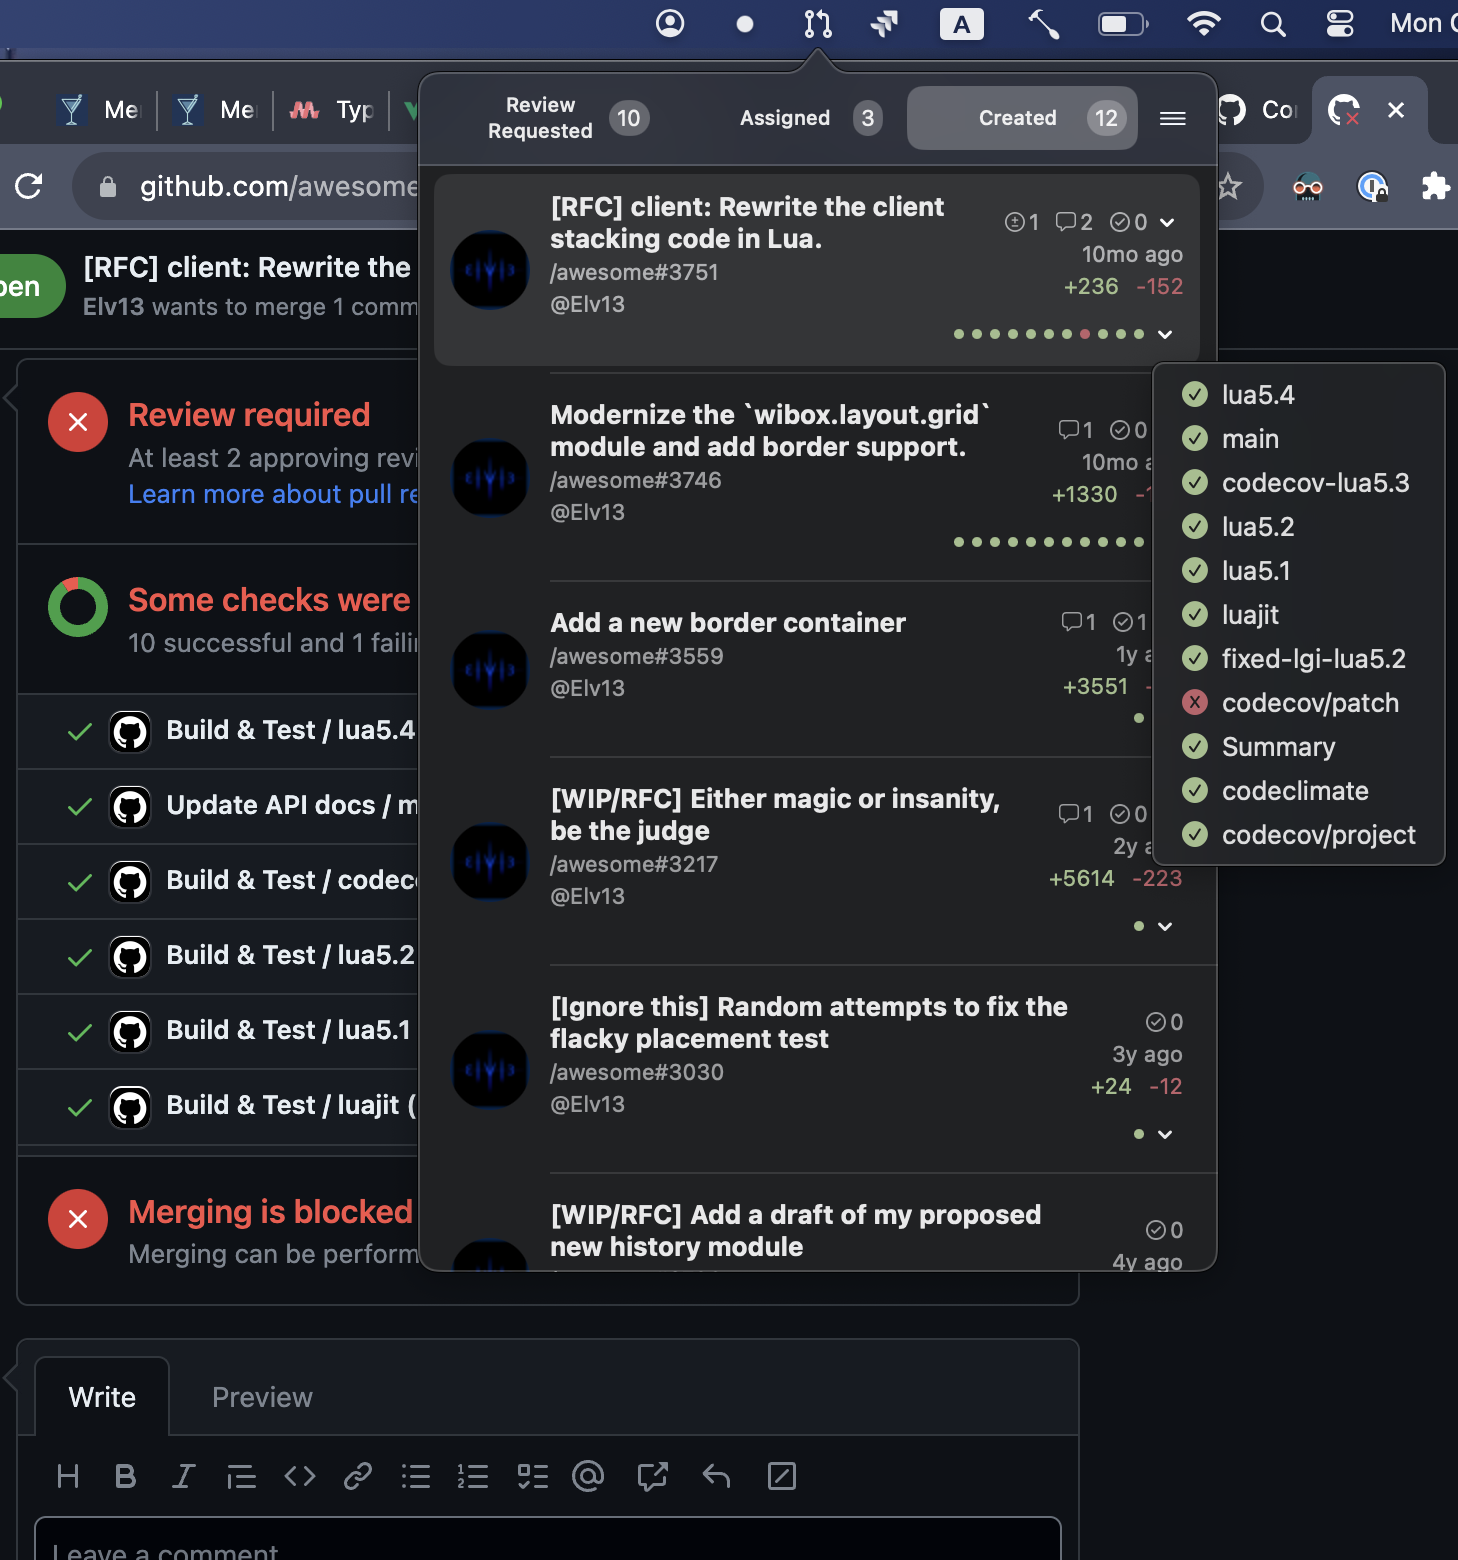 A
Mon
Me
Me
Typ
Co
github.com/awesome
Review
Requested 10
Assigned 3
Created 12
[RFC] client: Rewrite the
Elv13 wants to merge 1 comm
[RFC] client: Rewrite the client
stacking code in Lua.
/awesome#3751
@Elv13
1 2 0
10mo ago
+236 -152
Modernize the `wibox.layout.grid`
module and add border support.
/awesome#3746
@Elv13
1 0
10mo
+1330
Add a new border container
/awesome#3559
@Elv13
1 1
1y
+3551
[WIP/RFC] Either magic or insanity,
be the judge
/awesome#3217
@Elv13
1 0
2y
+5614 -223
[Ignore this] Random attempts to fix the
flacky placement test
/awesome#3030
@Elv13
0
3y ago
+24 -12
[WIP/RFC] Add a draft of my proposed
new history module
0
4y ago
lua5.4
main
codecov-lua5.3
lua5.2
lua5.1
luajit
fixed-lgi-lua5.2
codecov/patch
Summary
codeclimate
codecov/project
Review required
At least 2 approving revi
Learn more about pull re
Some checks were
10 successful and 1 faili
Build & Test / lua5.4
Update API docs / m
Build & Test / codec
Build & Test / lua5.2
Build & Test / lua5.1
Build & Test / luajit (
Merging is blocked
Merging can be perform
Write
Preview
Leave a comment